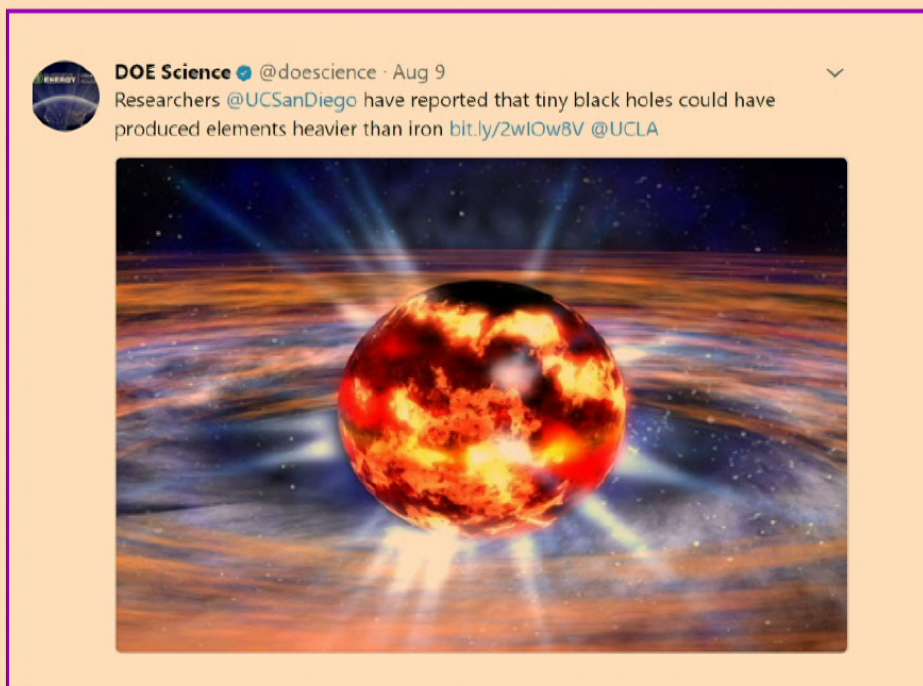 ENERGY
DOE Science @doescience · Aug 9
Researchers @UCSanDiego have reported that tiny black holes could have
produced elements heavier than iron bit.ly/2wIOw8V @UCLA